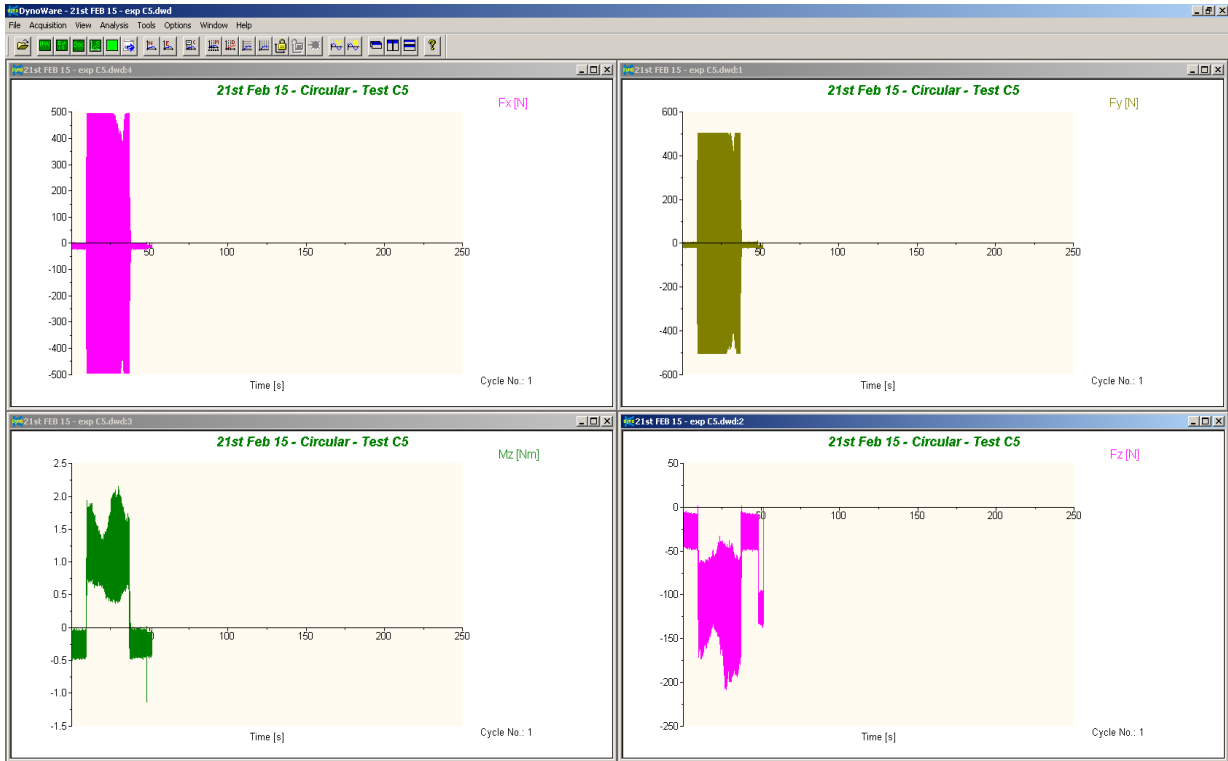 DynoWare - 21st FEB 15 - exp C5.dwd
File Acquisition View Analysis Tools Options Window Help
21st FEB 15 - exp C5.dwd:4
21st Feb 15 - Circular - Test C5
Fx [N]
500
400
300
200
100
0
-100
-200
-300
-400
-500
50
100
150
200
250
Time [s]
Cycle No.: 1
21st FEB 15 - exp C5.dwd:1
21st Feb 15 - Circular - Test C5
Fy [N]
600
400
200
0
-200
-400
-600
50
100
150
200
250
Time [s]
Cycle No.: 1
21st FEB 15 - exp C5.dwd:3
21st Feb 15 - Circular - Test C5
Mz [Nm]
2.5
2.0
1.5
1.0
0.5
0
-0.5
-1.0
-1.5
50
100
150
200
250
Time [s]
Cycle No.: 1
21st FEB 15 - exp C5.dwd:2
21st Feb 15 - Circular - Test C5
Fz [N]
50
0
-50
-100
-150
-200
-250
50
100
150
200
250
Time [s]
Cycle No.: 1